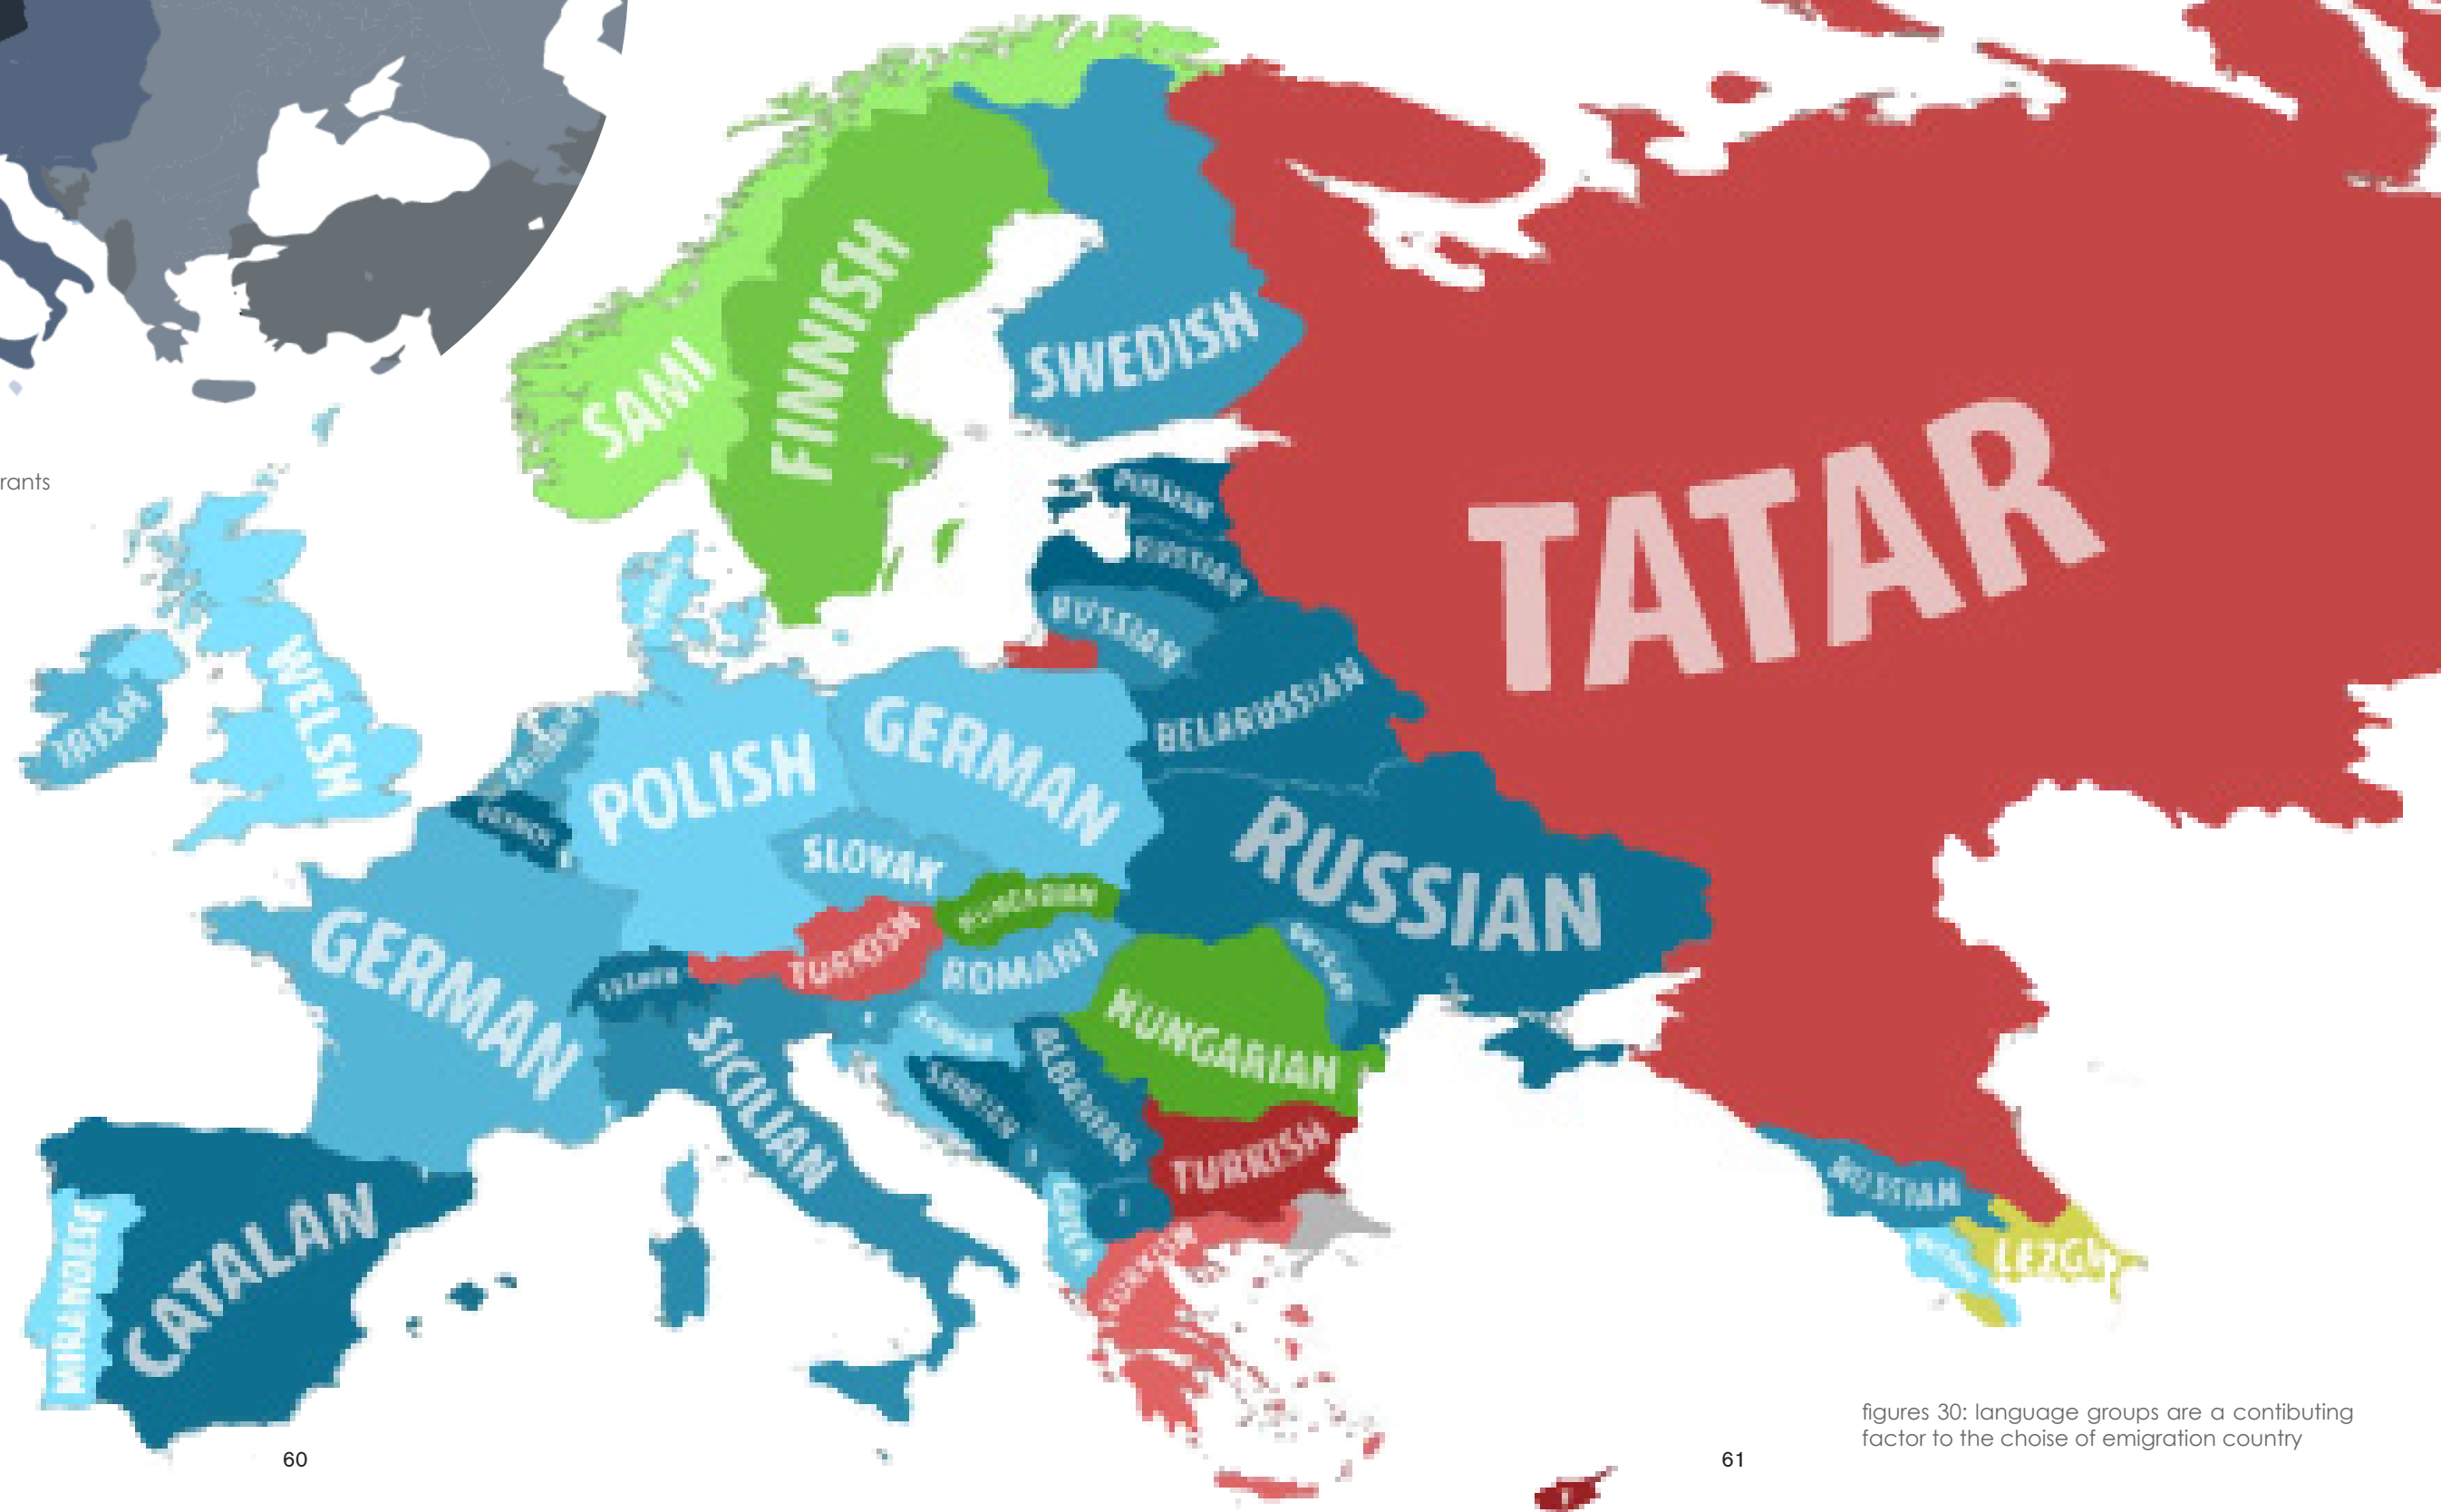 rants
SAMI
FINNISH
SWEDISH
TATAR
RUSSIAN
RUSSIAN
BELARUSSIAN
IRISH
WELSH
POLISH
GERMAN
RUSSIAN
SLOVAK
HUNGARIAN
GERMAN
TURKISH
ROMANI
HUNGARIAN
SICILIAN
ALBANIAN
TURKISH
CATALAN
MIRANDESE
TURKISH
RUSSIAN
LEZGI
60
61
figures 30: language groups are a contibuting
factor to the choise of emigration country